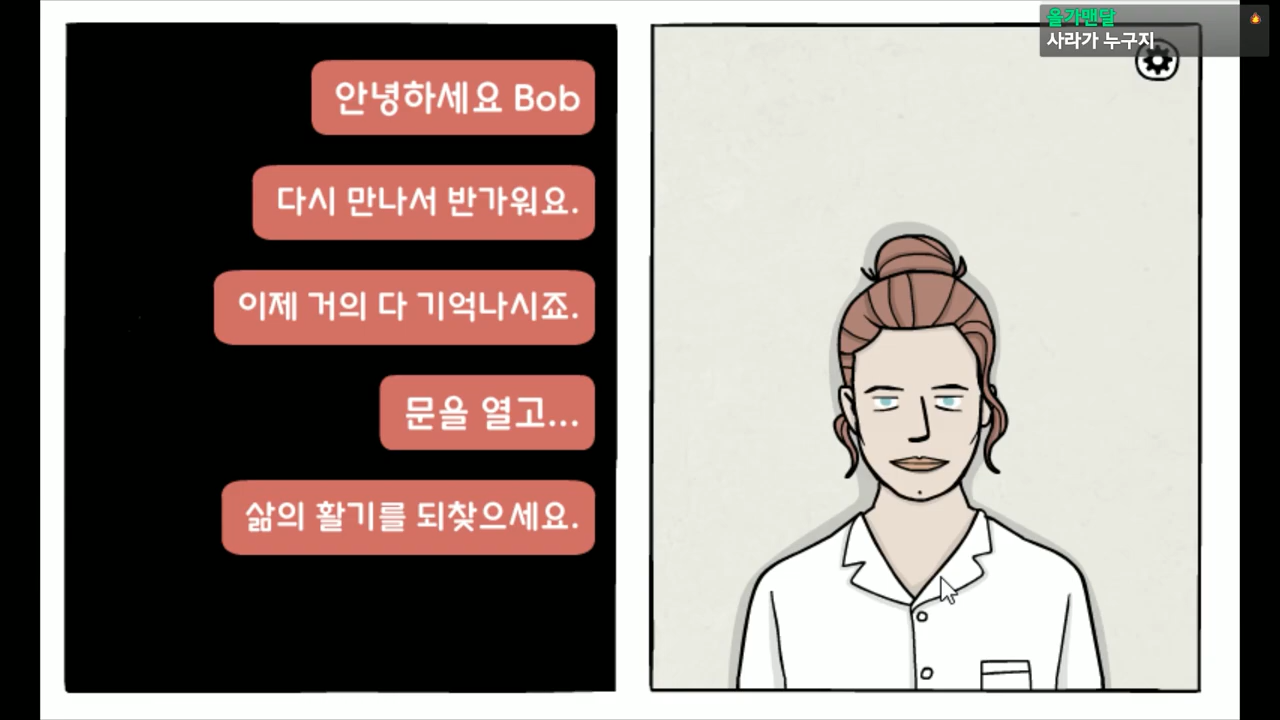 올가맨달
사라가 누구지
안녕하세요 Bob
다시 만나서 반가워요.
이제 거의 다 기억나시죠.
문을 열고...
삶의 활기를 되찾으세요.